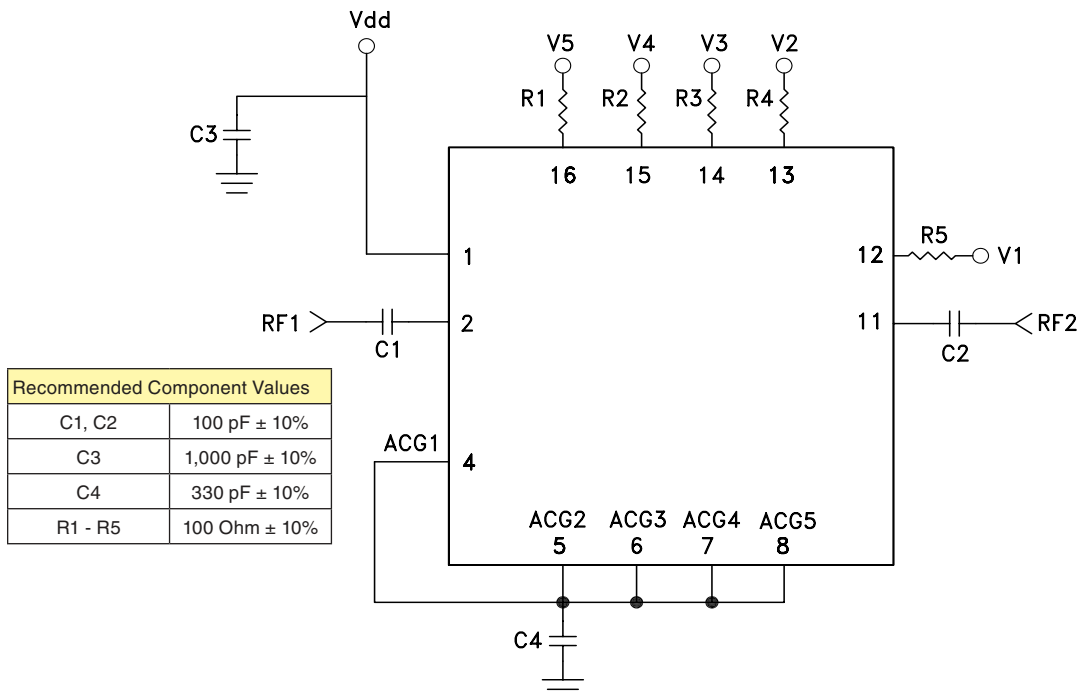 Vdd
V5 V4 V3 V2
R1 R2 R3 R4
C3
16 15 14 13
1
12 R5 V1
RF1 2
C1
11 RF2
C2
Recommended Component Values
C1, C2 100 pF ± 10%
C3 1,000 pF ± 10%
C4 330 pF ± 10%
R1 - R5 100 Ohm ± 10%
ACG1
4
ACG2 ACG3 ACG4 ACG5
5 6 7 8
C4